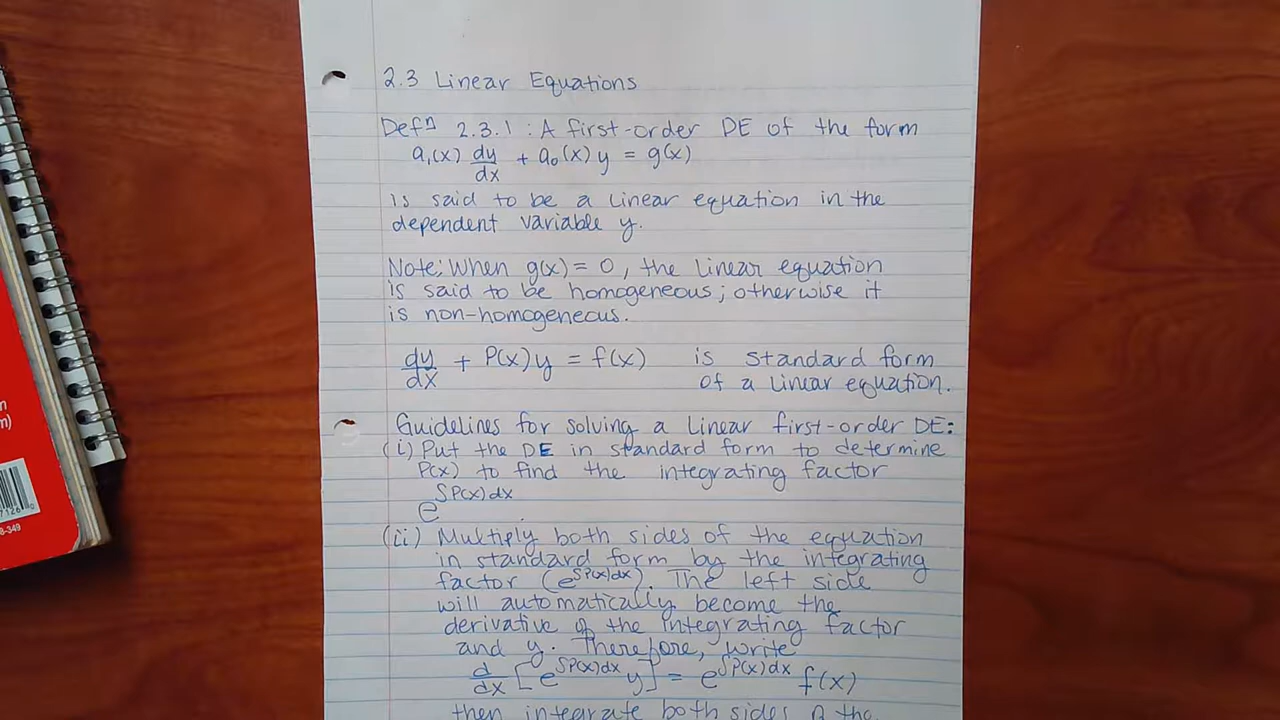 2.3 Linear Equations
Defⁿ 2.3.1 : A first-order DE of the form
a₁(x) dy/dx + a₀(x) y = g(x)
is said to be a linear equation in the
dependent variable y.
Note: When g(x) = 0, the linear equation
is said to be homogeneous; otherwise it
is non-homogeneous.
dy/dx + P(x)y = f(x) is standard form
of a linear equation.
Guidelines for solving a linear first-order DE:
(i) Put the DE in standard form to determine
P(x) to find the integrating factor
e^∫P(x)dx
(ii) Multiply both sides of the equation
in standard form by the integrating
factor (e^∫P(x)dx). The left side
will automatically become the
derivative of the integrating factor
and y. Therefore, write
d/dx [e^∫P(x)dx y] = e^∫P(x)dx f(x)
then integrate both sides of the
8-349